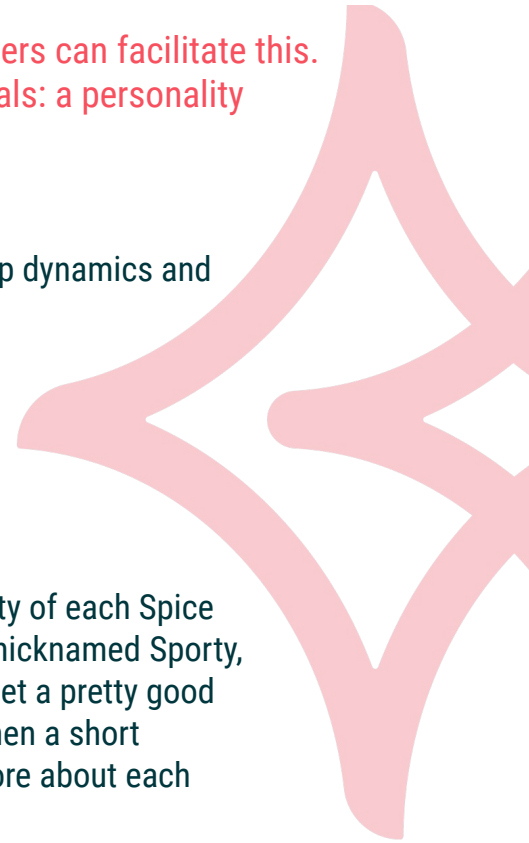 ers can facilitate this.
als: a personality
p dynamics and
ty of each Spice
nicknamed Sporty,
et a pretty good
en a short
ore about each